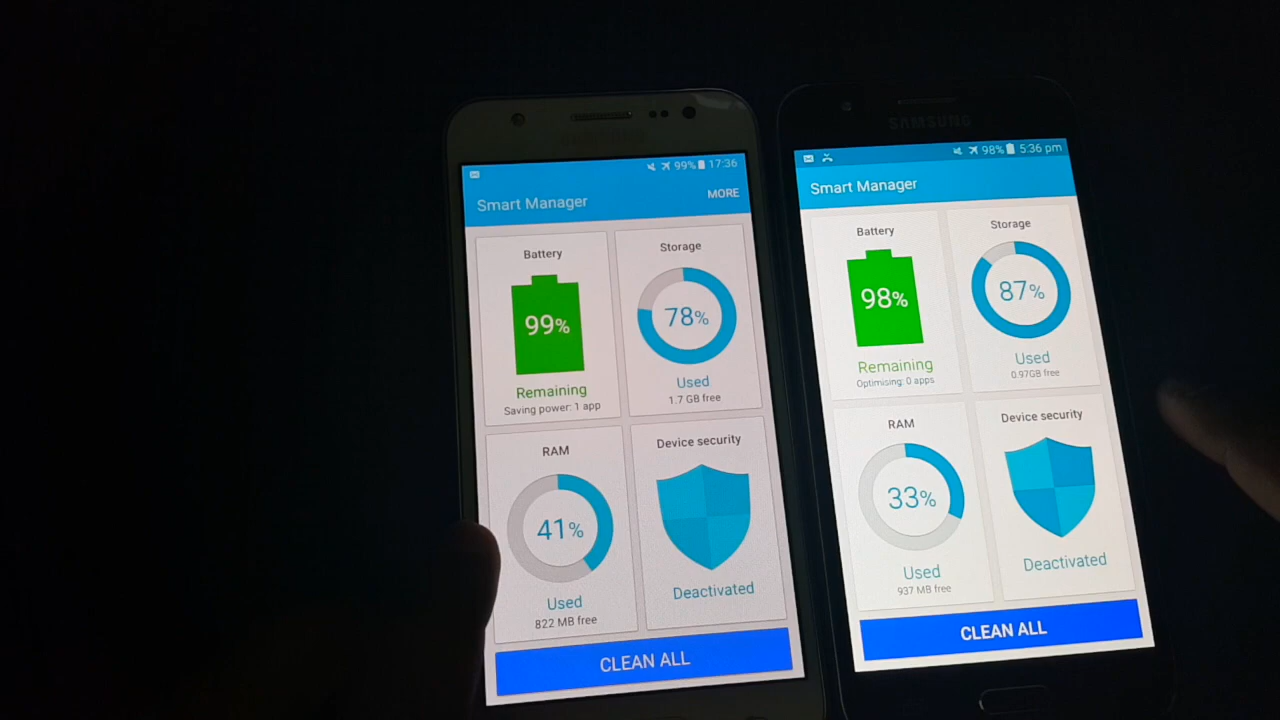 99% 17:36
Smart Manager
MORE
Battery
99%
Remaining
Saving power: 1 app
Storage
78%
Used
1.7 GB free
RAM
41%
Used
822 MB free
Device security
Deactivated
CLEAN ALL
SAMSUNG
98% 5:36 pm
Smart Manager
Battery
98%
Remaining
Optimising: 0 apps
Storage
87%
Used
0.97GB free
RAM
33%
Used
937 MB free
Device security
Deactivated
CLEAN ALL